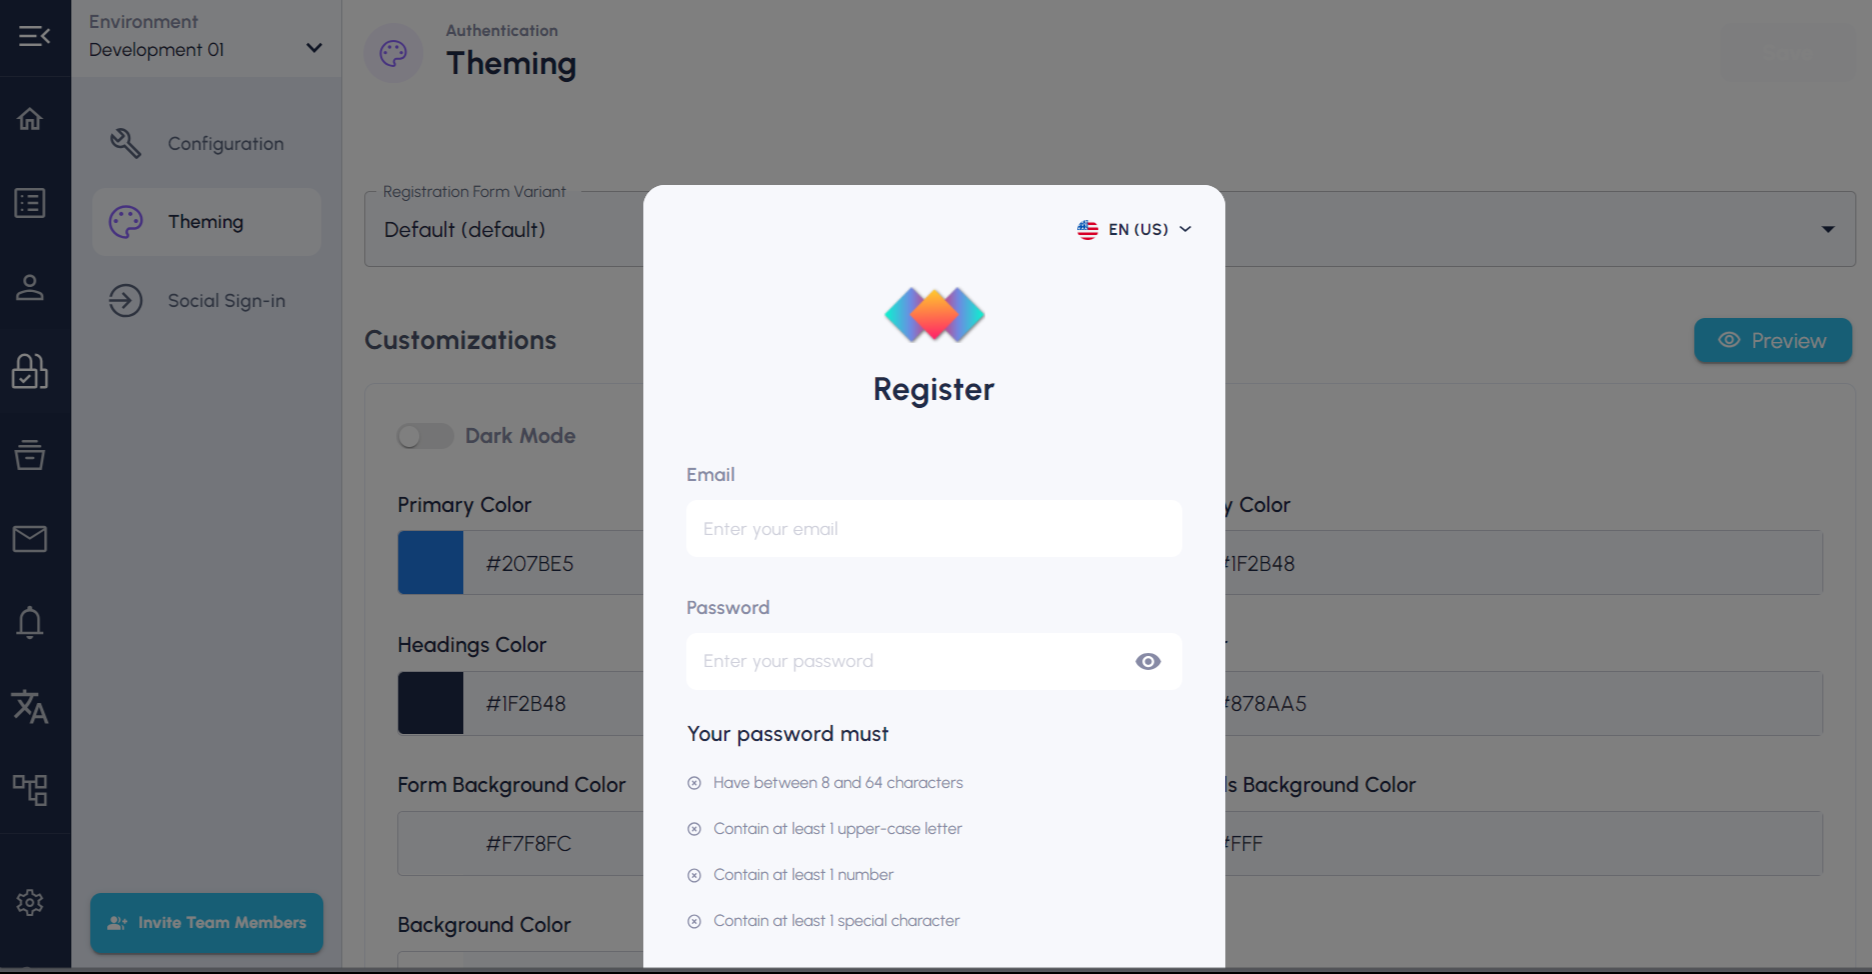 Environment
Development 01
Configuration
Theming
Social Sign-in
Invite Team Members
Authentication
Theming
Registration Form Variant
Default (default)
Customizations
Preview
Dark Mode
Primary Color
#207BE5
y Color
#1F2B48
Headings Color
#1F2B48
#878AA5
Form Background Color
#F7F8FC
ls Background Color
#FFF
Background Color
EN (US)
Register
Email
Enter your email
Password
Enter your password
Your password must
Have between 8 and 64 characters
Contain at least 1 upper-case letter
Contain at least 1 number
Contain at least 1 special character